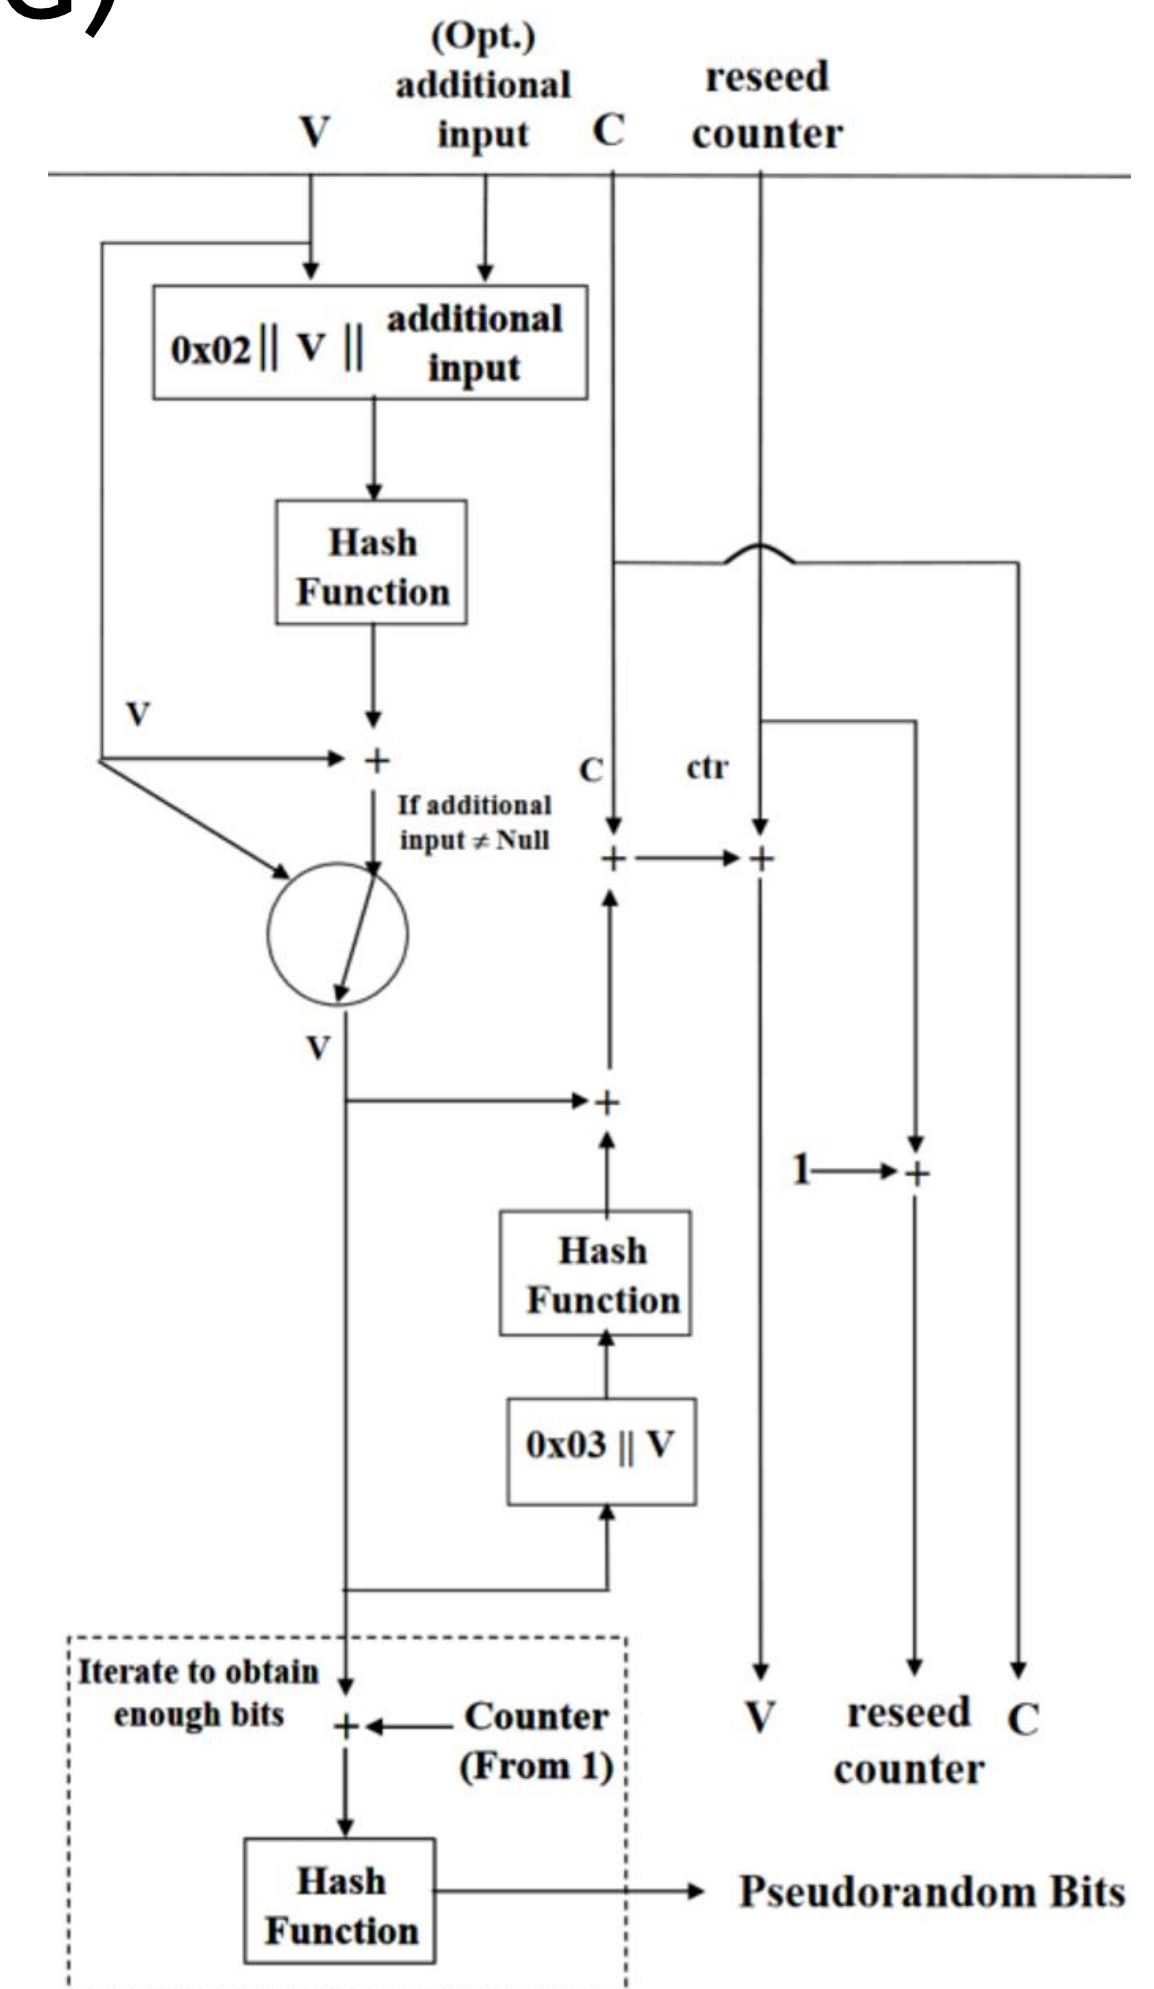 G)
(Opt.)
additional
input
V
C
reseed
counter
0x02 || V ||
additional
input
Hash
Function
V
+
If additional
input ≠ Null
C
ctr
+
+
V
+
1
+
Hash
Function
0x03 || V
Iterate to obtain
enough bits
+
Counter
(From 1)
V
reseed
counter
C
Hash
Function
Pseudorandom Bits